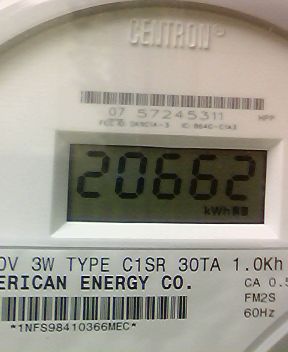 CENTRON®
07 57245311 HPP
20662
kWh
0V 3W TYPE C1SR 30TA 1.0Kh
ERICAN ENERGY CO. CA 0.5
FM2S
*1NFS98410366MEC* 60Hz